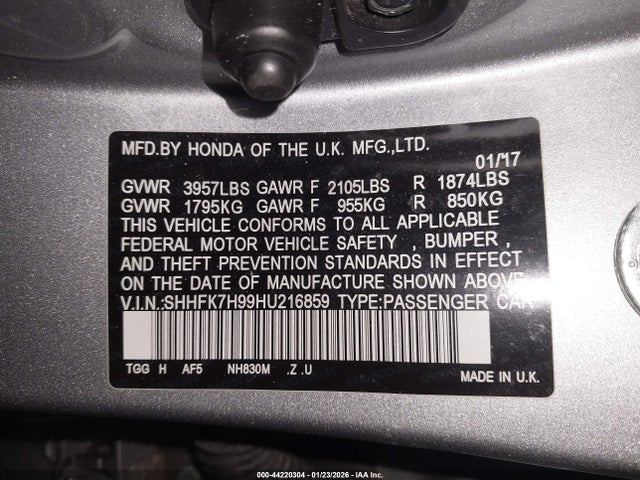 MFD.BY HONDA OF THE U.K. MFG.,LTD.
01/'17
GVWR 3957LBS GAWR F 2105LBS R 1874LBS
GVWR 1795KG GAWR F 955KG R 850KG
THIS VEHICLE CONFORMS TO ALL APPLICABLE
FEDERAL MOTOR VEHICLE SAFETY , BUMPER ,
AND THEFT PREVENTION STANDARDS IN EFFECT
ON THE DATE OF MANUFACTURE SHOWN ABOVE.
V.I.N.:SHHFK7H99HU216859 TYPE:PASSENGER CAR
TGG H AF5 NH830M .Z .U
MADE IN U.K.
000-44220304 - 01/23/2026 - IAA Inc.